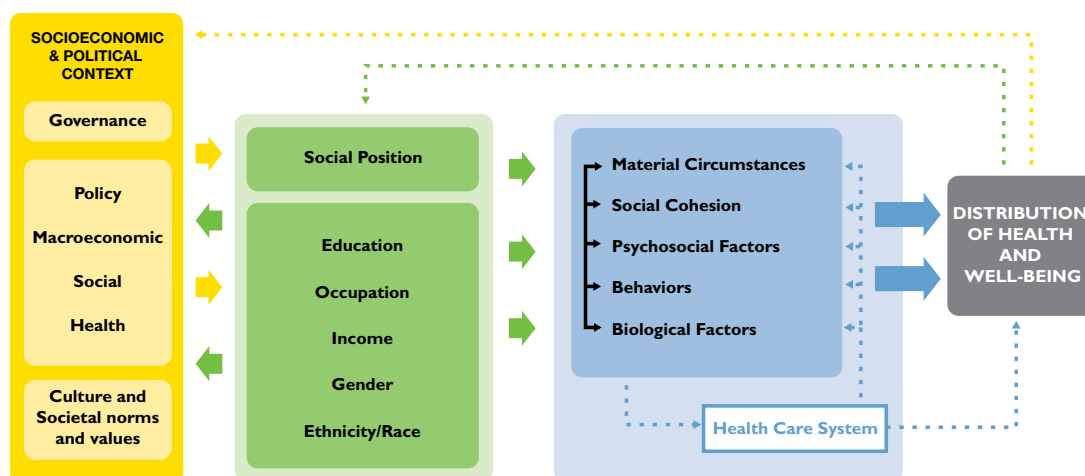 SOCIOECONOMIC
& POLITICAL
CONTEXT
Governance
Policy
Macroeconomic
Social
Health
Culture and
Societal norms
and values
Social Position
Education
Occupation
Income
Gender
Ethnicity/Race
Material Circumstances
Social Cohesion
Psychosocial Factors
Behaviors
Biological Factors
Health Care System
DISTRIBUTION
OF HEALTH
AND
WELL-BEING